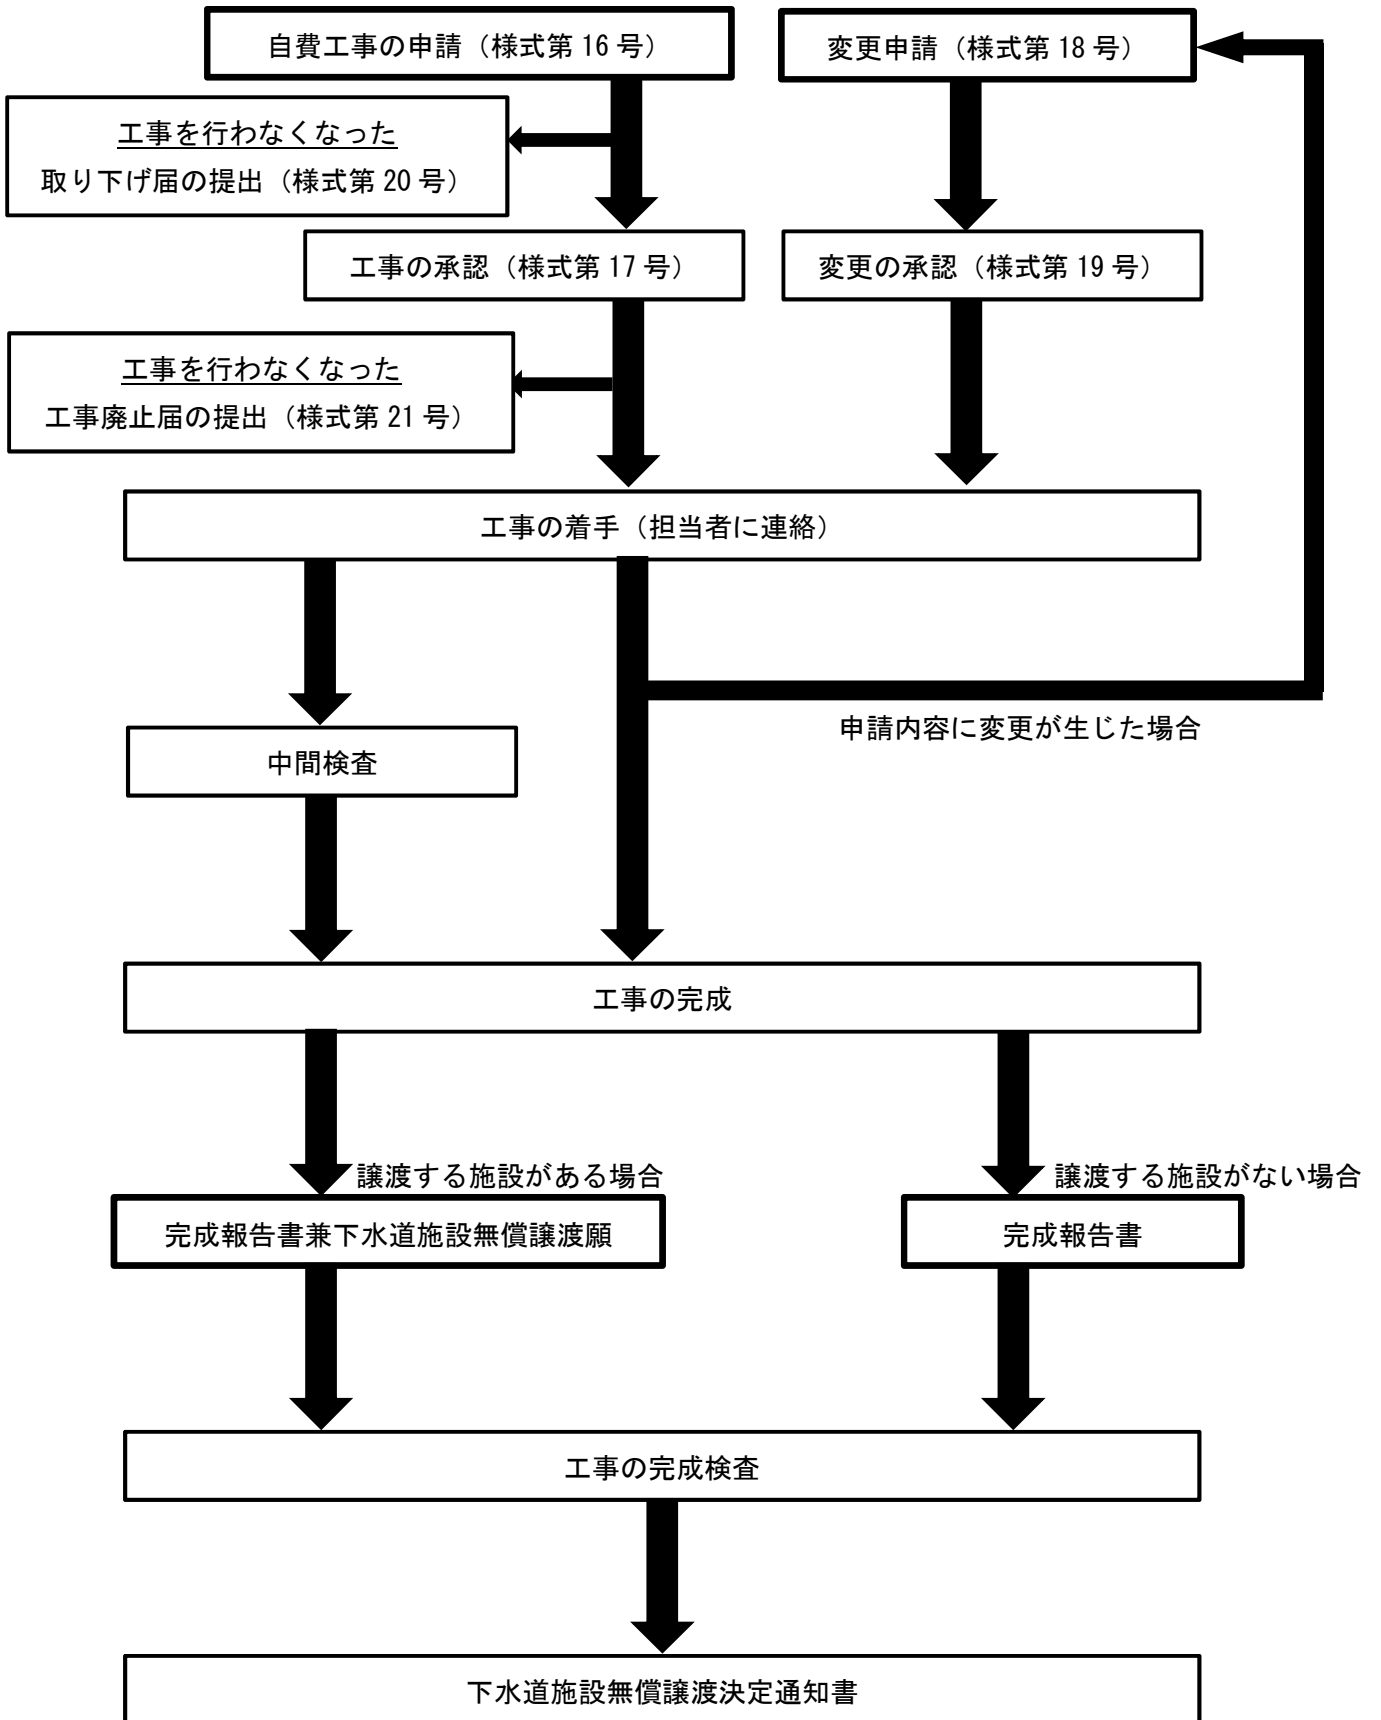 自費工事の申請（様式第16号）
変更申請（様式第18号）
工事を行わなくなった
取り下げ届の提出（様式第20号）
工事の承認（様式第17号）
変更の承認（様式第19号）
工事を行わなくなった
工事廃止届の提出（様式第21号）
工事の着手（担当者に連絡）
申請内容に変更が生じた場合
中間検査
工事の完成
譲渡する施設がある場合
譲渡する施設がない場合
完成報告書兼下水道施設無償譲渡願
完成報告書
工事の完成検査
下水道施設無償譲渡決定通知書